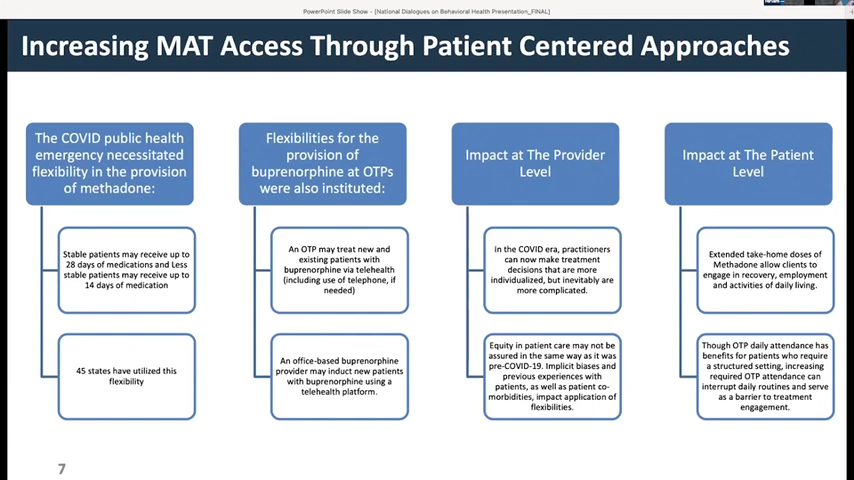 PowerPoint Slide Show - [National Dialogues on Behavioral Health Presentation_FINAL]
Increasing MAT Access Through Patient Centered Approaches
The COVID public health
emergency necessitated
flexibility in the provision
of methadone:
Stable patients may receive up to
28 days of medications and Less
stable patients may receive up to
14 days of medication
45 states have utilized this
flexibility
Flexibilities for the
provision of
buprenorphine at OTPs
were also instituted:
An OTP may treat new and
existing patients with
buprenorphine via telehealth
(including use of telephone, if
needed)
An office-based buprenorphine
provider may induct new patients
with buprenorphine using a
telehealth platform.
Impact at The Provider
Level
In the COVID era, practitioners
can now make treatment
decisions that are more
individualized, but inevitably are
more complicated.
Equity in patient care may not be
assured in the same way as it was
pre-COVID-19. Implicit biases and
previous experiences with
patients, as well as patient co-
morbidities, impact application of
flexibilities.
Impact at The Patient
Level
Extended take-home doses of
Methadone allow clients to
engage in recovery, employment
and activities of daily living.
Though OTP daily attendance has
benefits for patients who require
a structured setting, increasing
required OTP attendance can
interrupt daily routines and serve
as a barrier to treatment
engagement.
7